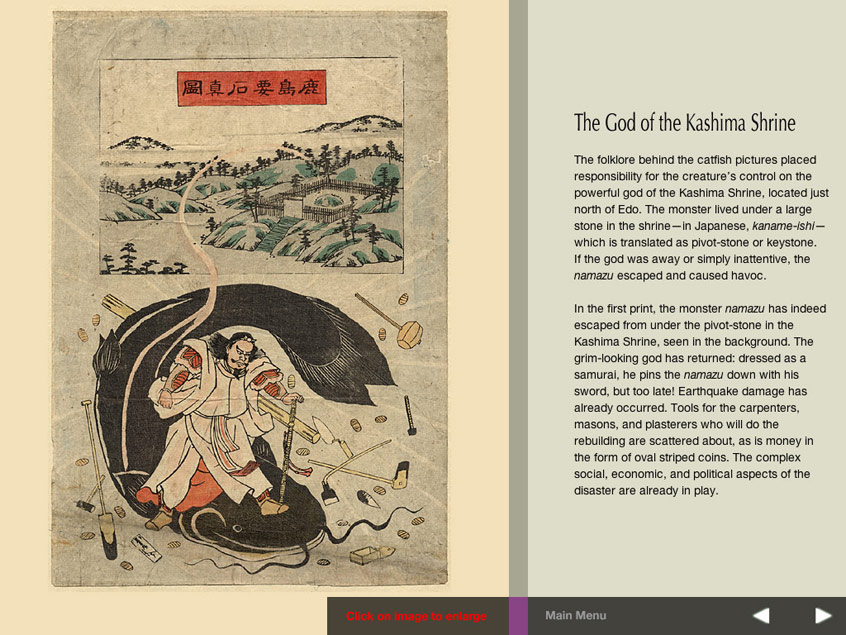 圖真石要島鹿
The God of the Kashima Shrine
The folklore behind the catfish pictures placed
responsibility for the creature's control on the
powerful god of the Kashima Shrine, located just
north of Edo. The monster lived under a large
stone in the shrine—in Japanese, kaname-ishi—
which is translated as pivot-stone or keystone.
If the god was away or simply inattentive, the
namazu escaped and caused havoc.
In the first print, the monster namazu has indeed
escaped from under the pivot-stone in the
Kashima Shrine, seen in the background. The
grim-looking god has returned: dressed as a
samurai, he pins the namazu down with his
sword, but too late! Earthquake damage has
already occurred. Tools for the carpenters,
masons, and plasterers who will do the
rebuilding are scattered about, as is money in
the form of oval striped coins. The complex
social, economic, and political aspects of the
disaster are already in play.
Click on image to enlarge
Main Menu